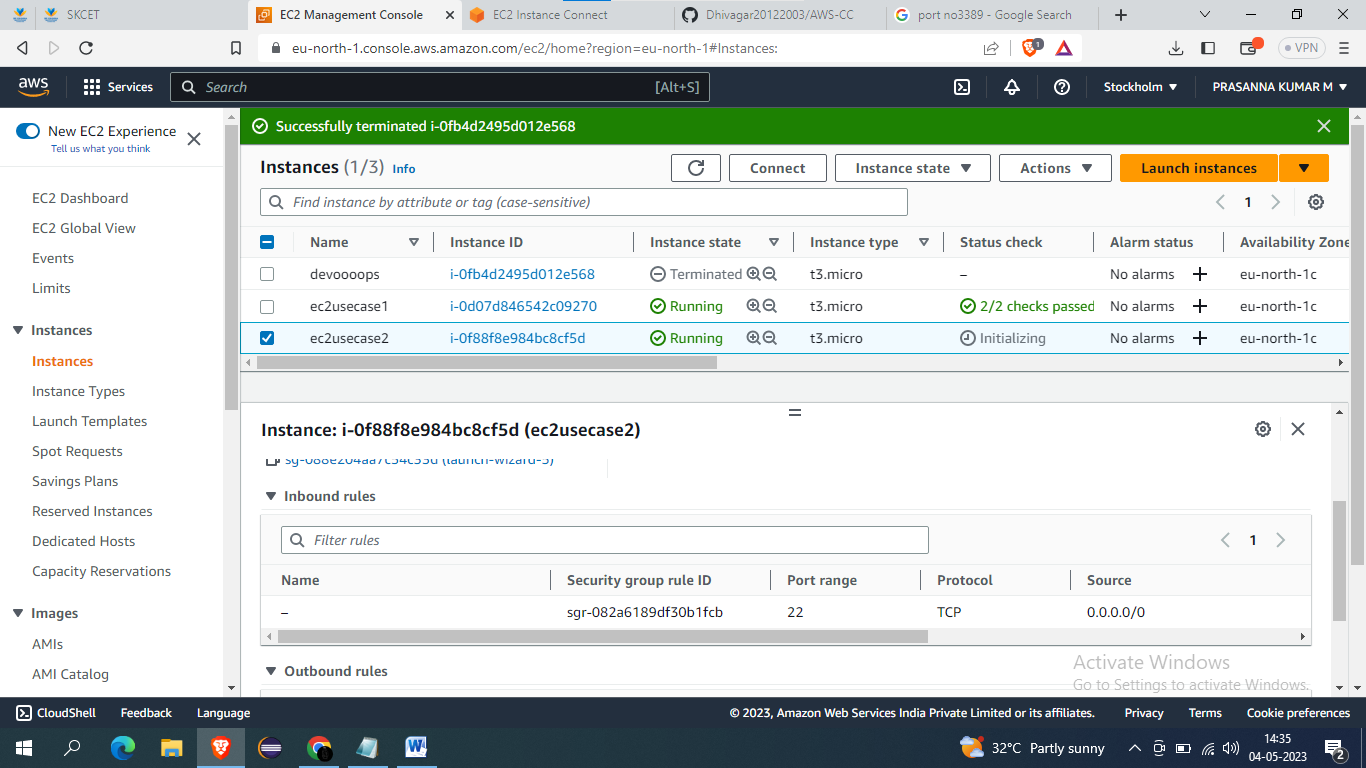 SKCET
EC2 Management Console
EC2 Instance Connect
Dhivagar20122003/AWS-CC
port no3389 - Google Search
eu-north-1.console.aws.amazon.com/ec2/home?region=eu-north-1#Instances:
1
VPN
aws
Services
Search
[Alt+S]
Stockholm
PRASANNA KUMAR M
New EC2 Experience
Tell us what you think
EC2 Dashboard
EC2 Global View
Events
Limits
Instances
Instances
Instance Types
Launch Templates
Spot Requests
Savings Plans
Reserved Instances
Dedicated Hosts
Capacity Reservations
Images
AMIs
AMI Catalog
Successfully terminated i-0fb4d2495d012e568
Instances (1/3) Info
Connect
Instance state
Actions
Launch instances
Find instance by attribute or tag (case-sensitive)
1
Name Instance ID Instance state Instance type Status check Alarm status Availability Zone
devoooops i-0fb4d2495d012e568 Terminated t3.micro – No alarms + eu-north-1c
ec2usecase1 i-0d07d846542c09270 Running t3.micro 2/2 checks passed No alarms + eu-north-1c
ec2usecase2 i-0f88f8e984bc8cf5d Running t3.micro Initializing No alarms + eu-north-1c
Instance: i-0f88f8e984bc8cf5d (ec2usecase2)
sg-088e204aa7c54c35d (launch-wizard-5)
Inbound rules
Filter rules
1
Name Security group rule ID Port range Protocol Source
– sgr-082a6189df30b1fcb 22 TCP 0.0.0.0/0
Outbound rules
Activate Windows
Go to Settings to activate Windows.
CloudShell Feedback Language © 2023, Amazon Web Services India Private Limited or its affiliates. Privacy Terms Cookie preferences
32°C Partly sunny
14:35
04-05-2023
2